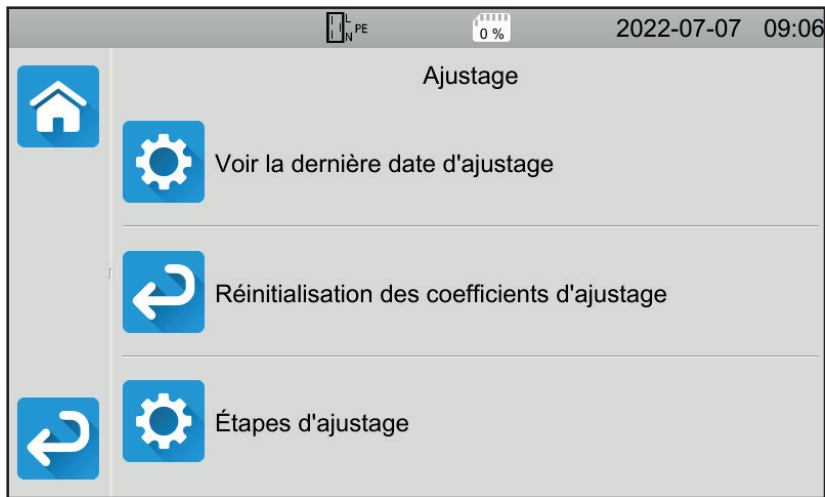 L
N PE
0 %
2022-07-07 09:06
Ajustage
Voir la dernière date d'ajustage
Réinitialisation des coefficients d'ajustage
Étapes d'ajustage